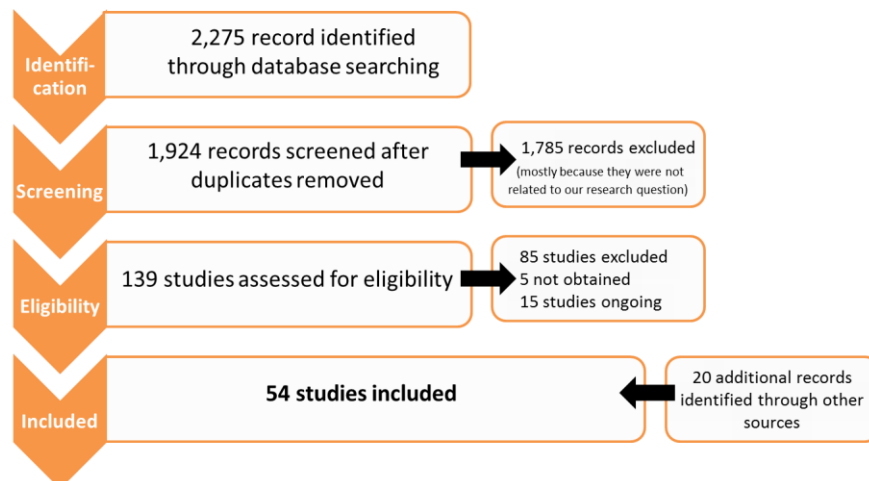 Identifi-
cation
2,275 record identified
through database searching
Screening
1,924 records screened after
duplicates removed
1,785 records excluded
(mostly because they were not
related to our research question)
Eligibility
139 studies assessed for eligibility
85 studies excluded
5 not obtained
15 studies ongoing
Included
54 studies included
20 additional records
identified through other
sources